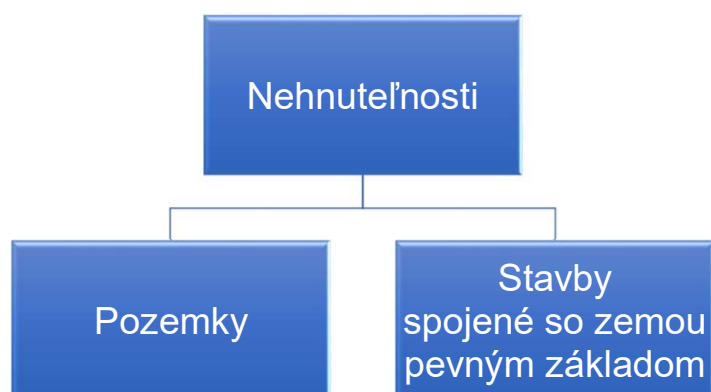 Nehnuteľnosti
Pozemky
Stavby
spojené so zemou
pevným základom